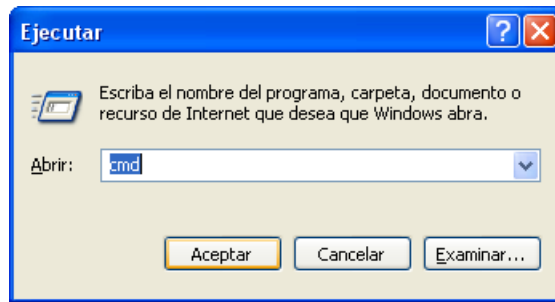 Ejecutar
Escriba el nombre del programa, carpeta, documento o
recurso de Internet que desea que Windows abra.
Abrir: cmd
Aceptar Cancelar Examinar...